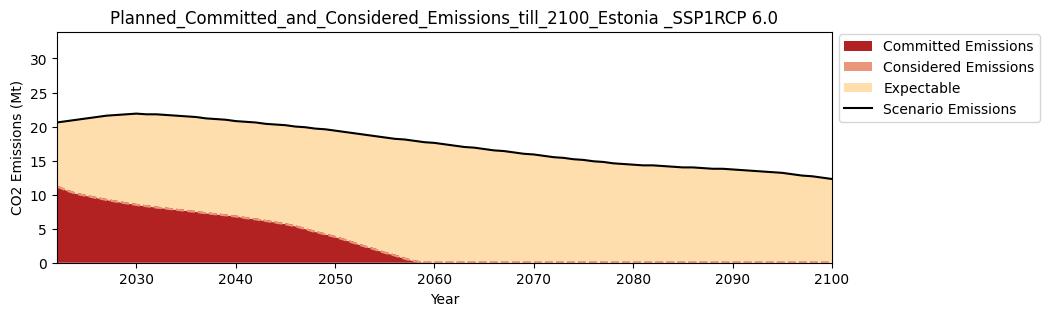 Planned_Committed_and_Considered_Emissions_till_2100_Estonia _SSP1RCP 6.0
Committed Emissions
Considered Emissions
Expectable
Scenario Emissions
CO2 Emissions (Mt)
30
25
20
15
10
5
0
2030 2040 2050 2060 2070 2080 2090 2100
Year